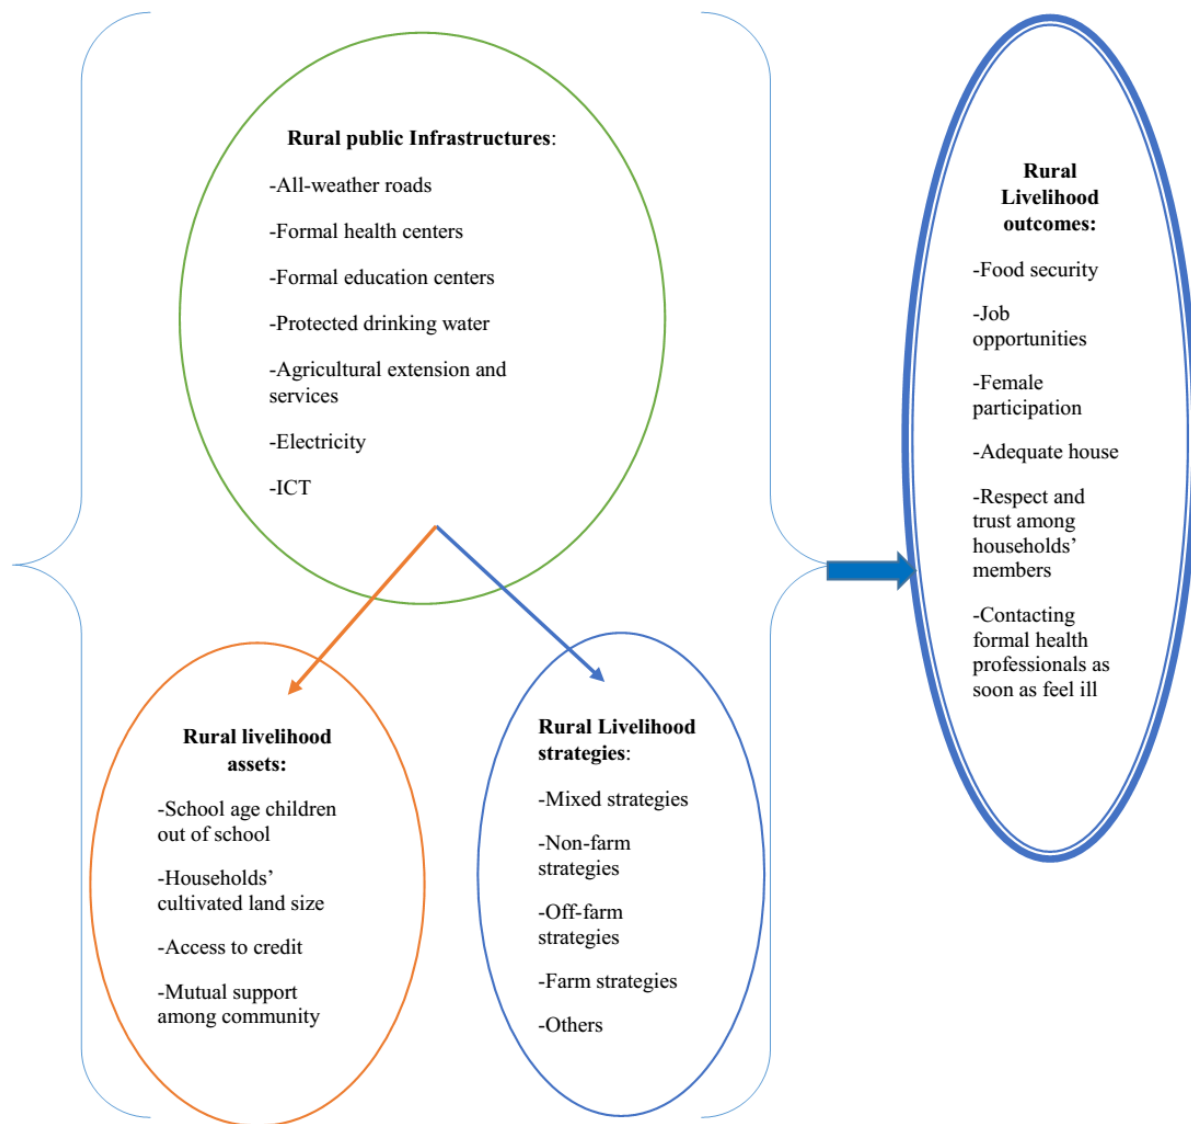 Rural public Infrastructures:
-All-weather roads
-Formal health centers
-Formal education centers
-Protected drinking water
-Agricultural extension and
services
-Electricity
-ICT
Rural livelihood
assets:
-School age children
out of school
-Households’
cultivated land size
-Access to credit
-Mutual support
among community
Rural Livelihood
strategies:
-Mixed strategies
-Non-farm
strategies
-Off-farm
strategies
-Farm strategies
-Others
Rural
Livelihood
outcomes:
-Food security
-Job
opportunities
-Female
participation
-Adequate house
-Respect and
trust among
households’
members
-Contacting
formal health
professionals as
soon as feel ill